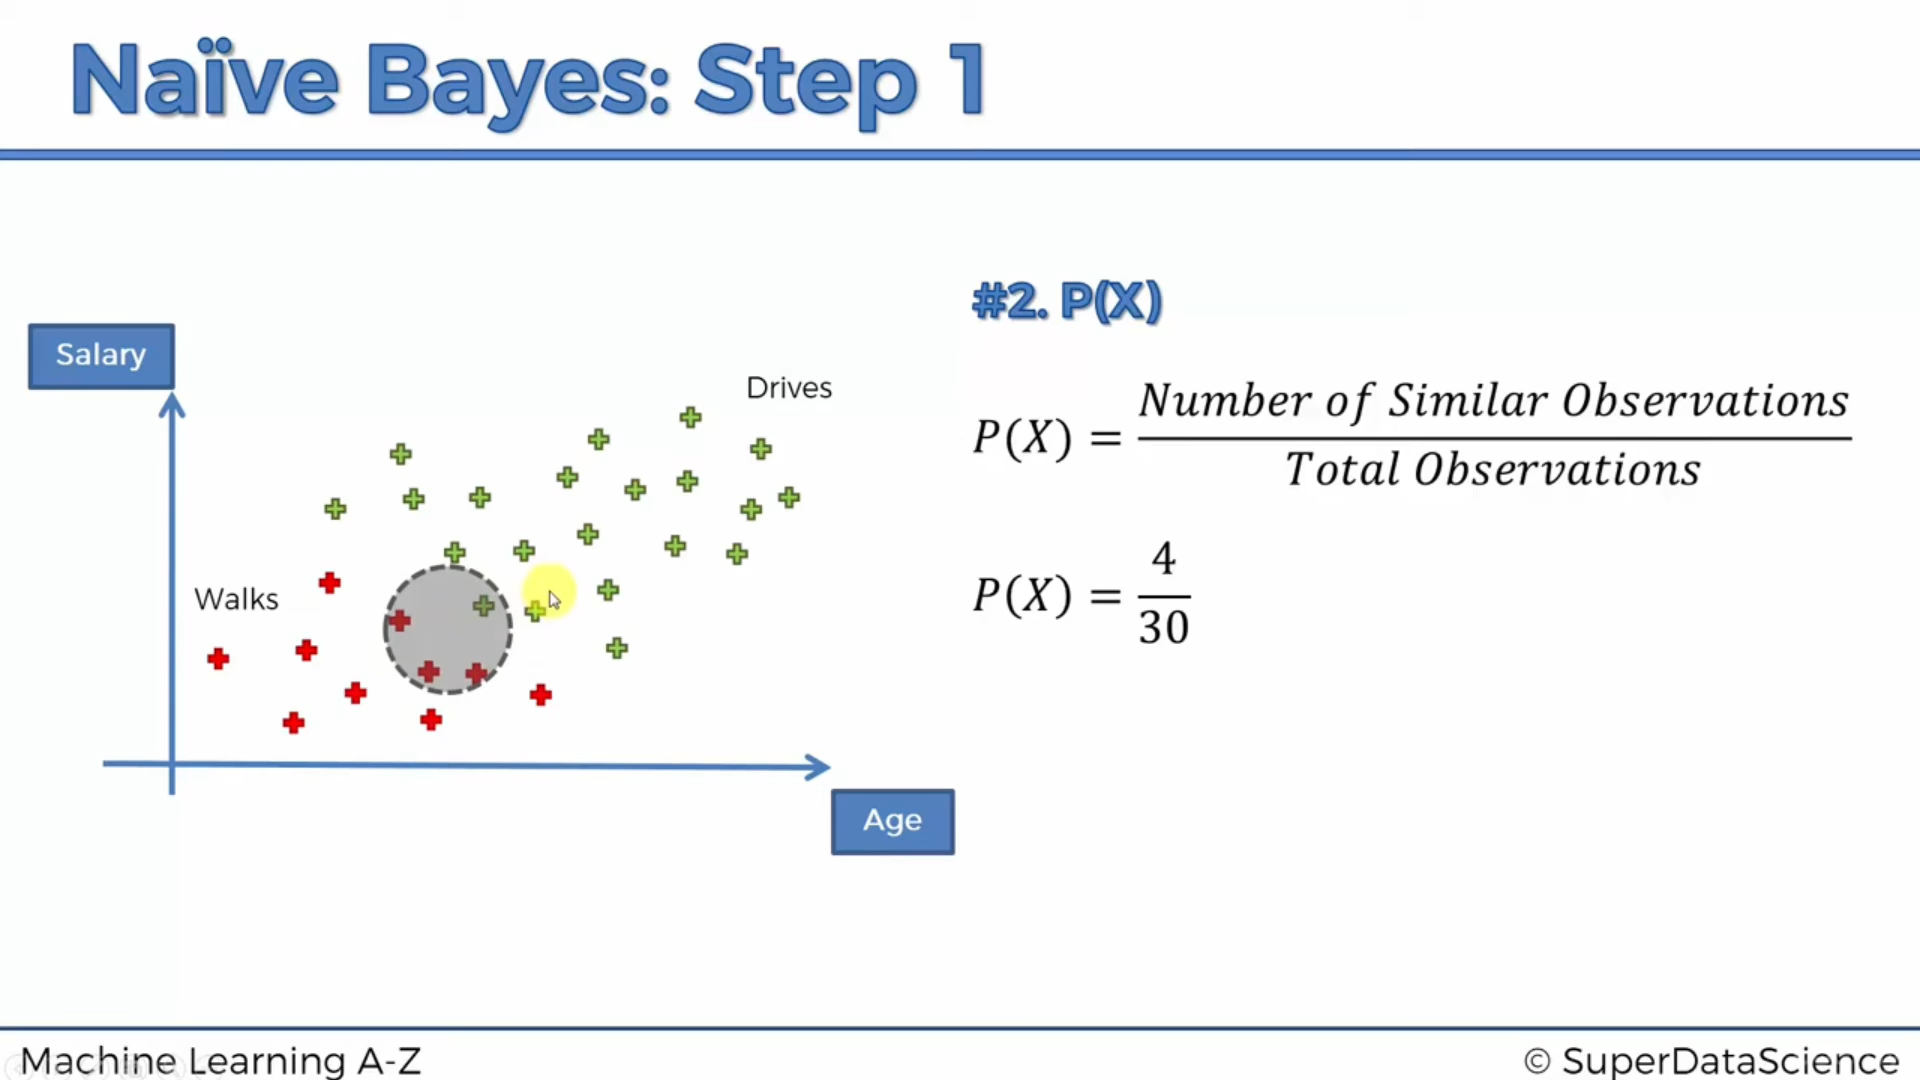 Naïve Bayes: Step 1
Salary
Drives
Walks
Age
#2. P(X)
P(X) = Number of Similar Observations / Total Observations
P(X) = 4 / 30
Machine Learning A-Z
© SuperDataScience